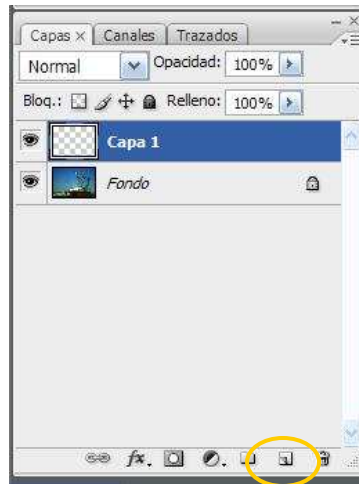 Capas × Canales Trazados
Normal Opacidad: 100%
Bloq.: Relleno: 100%
Capa 1
Fondo
fx.